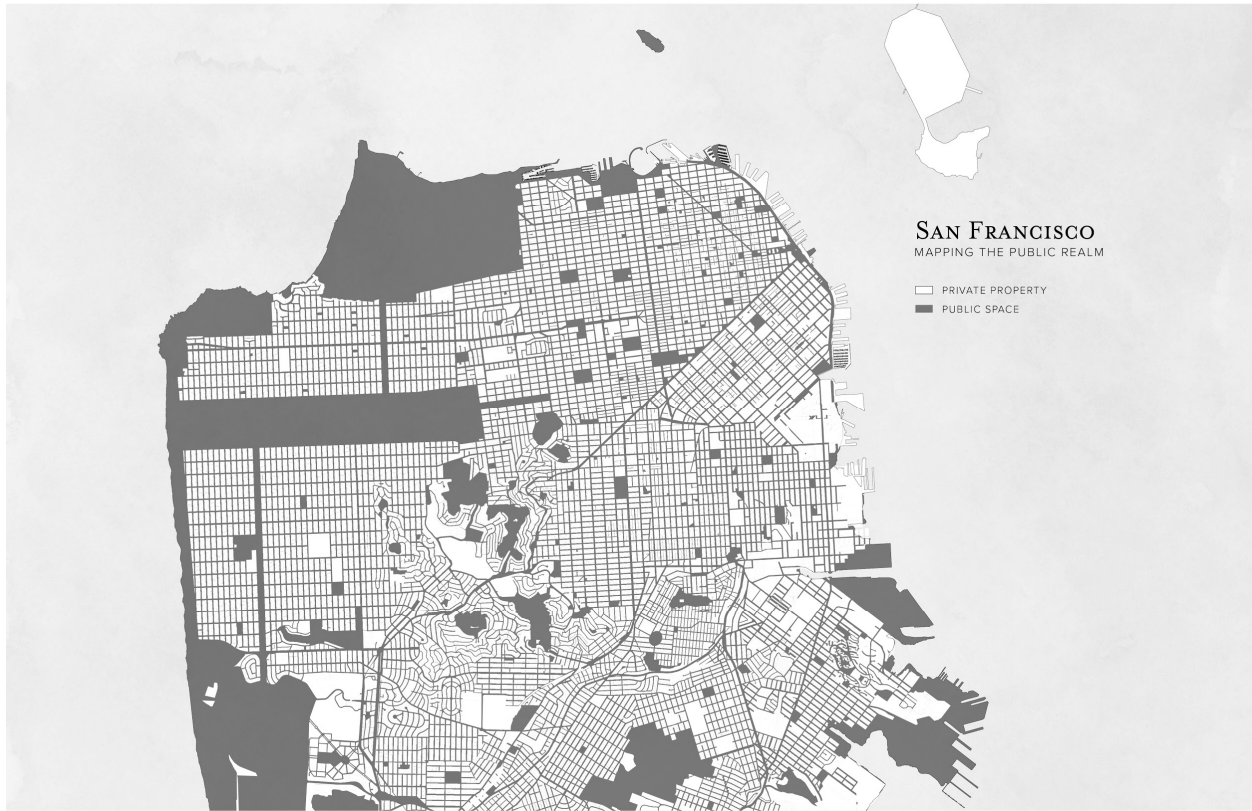 San Francisco
MAPPING THE PUBLIC REALM
PRIVATE PROPERTY
PUBLIC SPACE